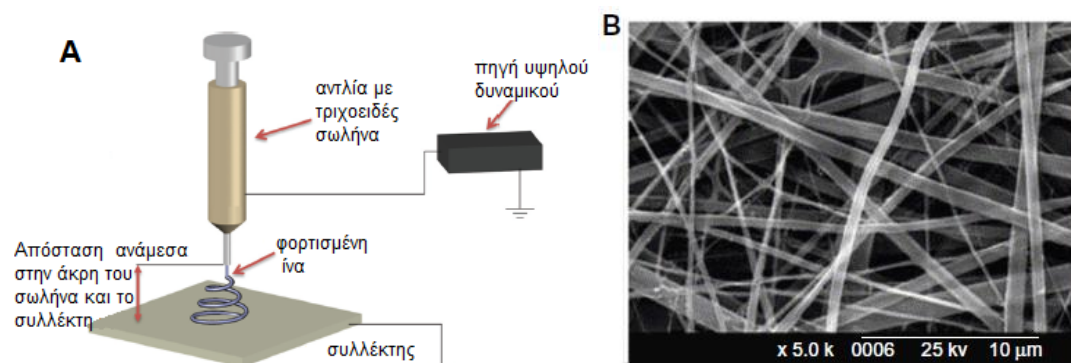 A
αντλία με
τριχοειδές
σωλήνα
πηγή υψηλού
δυναμικού
Απόσταση ανάμεσα
στην άκρη του
σωλήνα και το
συλλέκτη
φορτισμένη
ίνα
συλλέκτης
B
x 5.0 k 0006 25 kv 10 μm